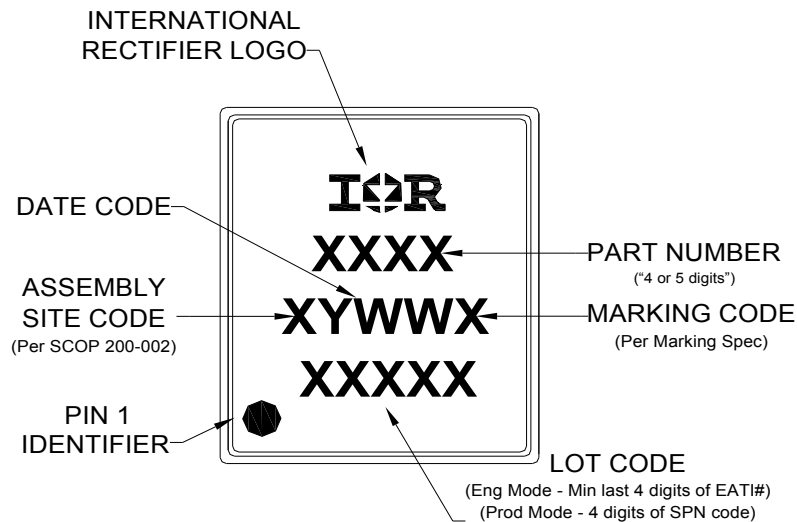 INTERNATIONAL
RECTIFIER LOGO
IOR
DATE CODE
XXXX
PART NUMBER
(“4 or 5 digits”)
ASSEMBLY
SITE CODE
(Per SCOP 200-002)
XYWWX
MARKING CODE
(Per Marking Spec)
XXXXX
PIN 1
IDENTIFIER
LOT CODE
(Eng Mode - Min last 4 digits of EATI#)
(Prod Mode - 4 digits of SPN code)